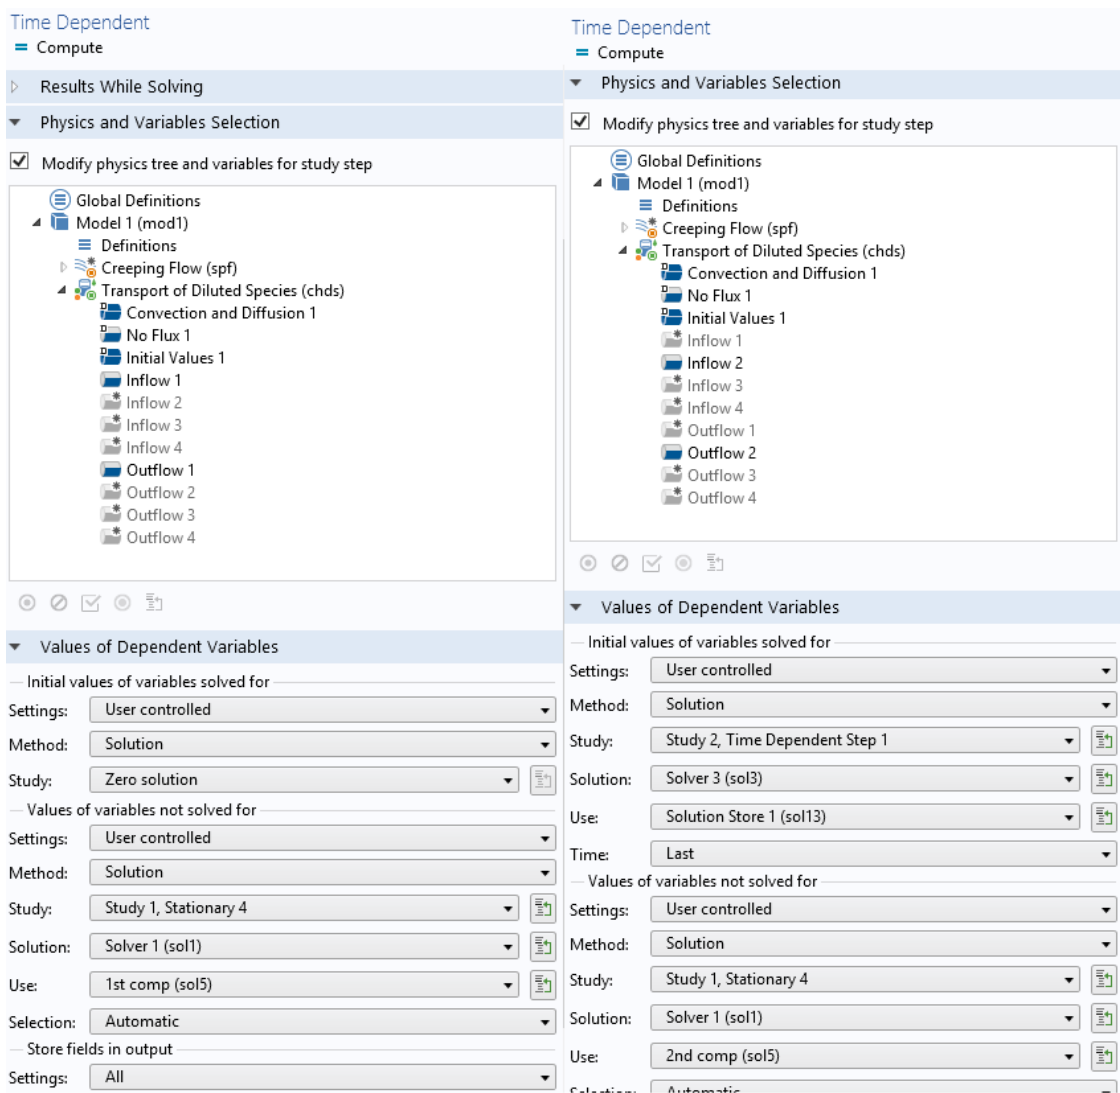 Time Dependent
= Compute
Results While Solving
Physics and Variables Selection
Modify physics tree and variables for study step
Global Definitions
Model 1 (mod1)
Definitions
Creeping Flow (spf)
Transport of Diluted Species (chds)
Convection and Diffusion 1
No Flux 1
Initial Values 1
Inflow 1
Inflow 2
Inflow 3
Inflow 4
Outflow 1
Outflow 2
Outflow 3
Outflow 4
Values of Dependent Variables
Initial values of variables solved for
Settings: User controlled
Method: Solution
Study: Zero solution
Values of variables not solved for
Settings: User controlled
Method: Solution
Study: Study 1, Stationary 4
Solution: Solver 1 (sol1)
Use: 1st comp (sol5)
Selection: Automatic
Store fields in output
Settings: All
Time Dependent
= Compute
Physics and Variables Selection
Modify physics tree and variables for study step
Global Definitions
Model 1 (mod1)
Definitions
Creeping Flow (spf)
Transport of Diluted Species (chds)
Convection and Diffusion 1
No Flux 1
Initial Values 1
Inflow 1
Inflow 2
Inflow 3
Inflow 4
Outflow 1
Outflow 2
Outflow 3
Outflow 4
Values of Dependent Variables
Initial values of variables solved for
Settings: User controlled
Method: Solution
Study: Study 2, Time Dependent Step 1
Solution: Solver 3 (sol3)
Use: Solution Store 1 (sol13)
Time: Last
Values of variables not solved for
Settings: User controlled
Method: Solution
Study: Study 1, Stationary 4
Solution: Solver 1 (sol1)
Use: 2nd comp (sol5)
Selection: Automatic